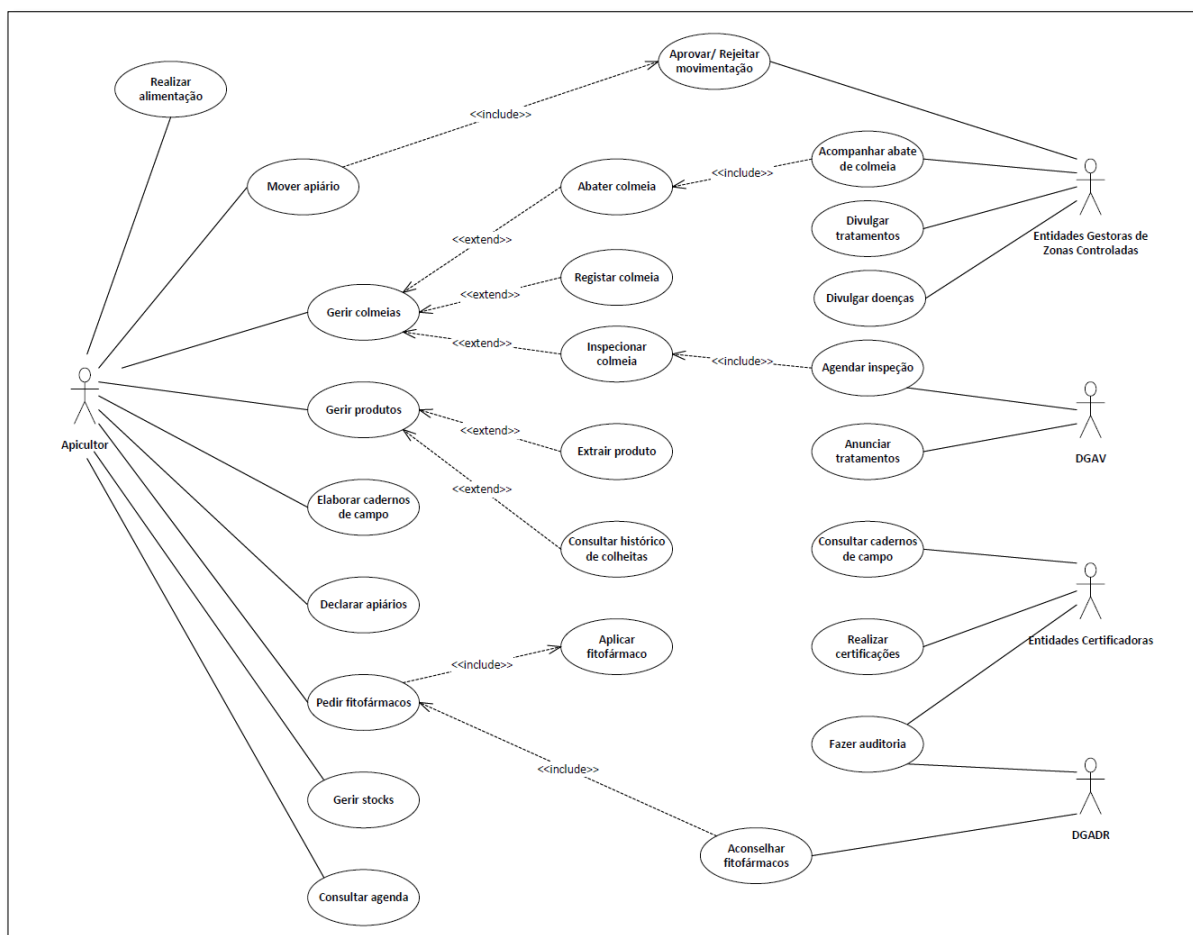 Aprovar/ Rejeitar
movimentação
Realizar
alimentação
<<include>>
Acompanhar abate
de colmeia
Mover apiário
Abater colmeia
<<include>>
Divulgar
tratamentos
Entidades Gestoras de
Zonas Controladas
<<extend>>
Registar colmeia
<<extend>>
Divulgar doenças
Gerir colmeias
<<extend>>
Inspecionar
colmeia
<<include>>
Agendar inspeção
Gerir produtos
<<extend>>
Apicultor
Extrair produto
Anunciar
tratamentos
DGAV
<<extend>>
Elaborar cadernos
de campo
Consultar histórico
de colheitas
Consultar cadernos
de campo
Declarar apiários
Aplicar
fitofármaco
Realizar
certificações
Entidades Certificadoras
<<include>>
Pedir fitofármacos
Fazer auditoria
<<include>>
Gerir stocks
DGADR
Aconselhar
fitofármacos
Consultar agenda